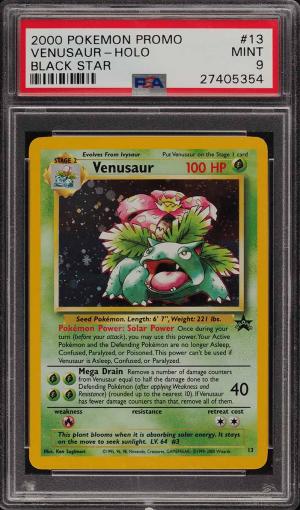 2000 POKEMON PROMO #13
VENUSAUR-HOLO MINT
BLACK STAR 9
PSA 27405354
STAGE 2 Evolves From Ivysaur Put Venusaur on the Stage 1 card
Venusaur 100 HP
Seed Pokémon. Length: 6' 7", Weight: 221 lbs.
Pokémon Power: Solar Power Once during your
turn (before your attack), you may use this power. Your Active
Pokémon and the Defending Pokémon are no longer Asleep,
Confused, Paralyzed, or Poisoned. This power can't be used if
Venusaur is Asleep, Confused, or Paralyzed.
Mega Drain Remove a number of damage counters
from Venusaur equal to half the damage done to the
Defending Pokémon (after applying Weakness and
Resistance) (rounded up to the nearest 10). If Venusaur
has fewer damage counters than that, remove all of them.
40
weakness resistance retreat cost
This plant blooms when it is absorbing solar energy. It stays
on the move to seek sunlight. LV. 64 #3
Illus. Ken Sugimori 13